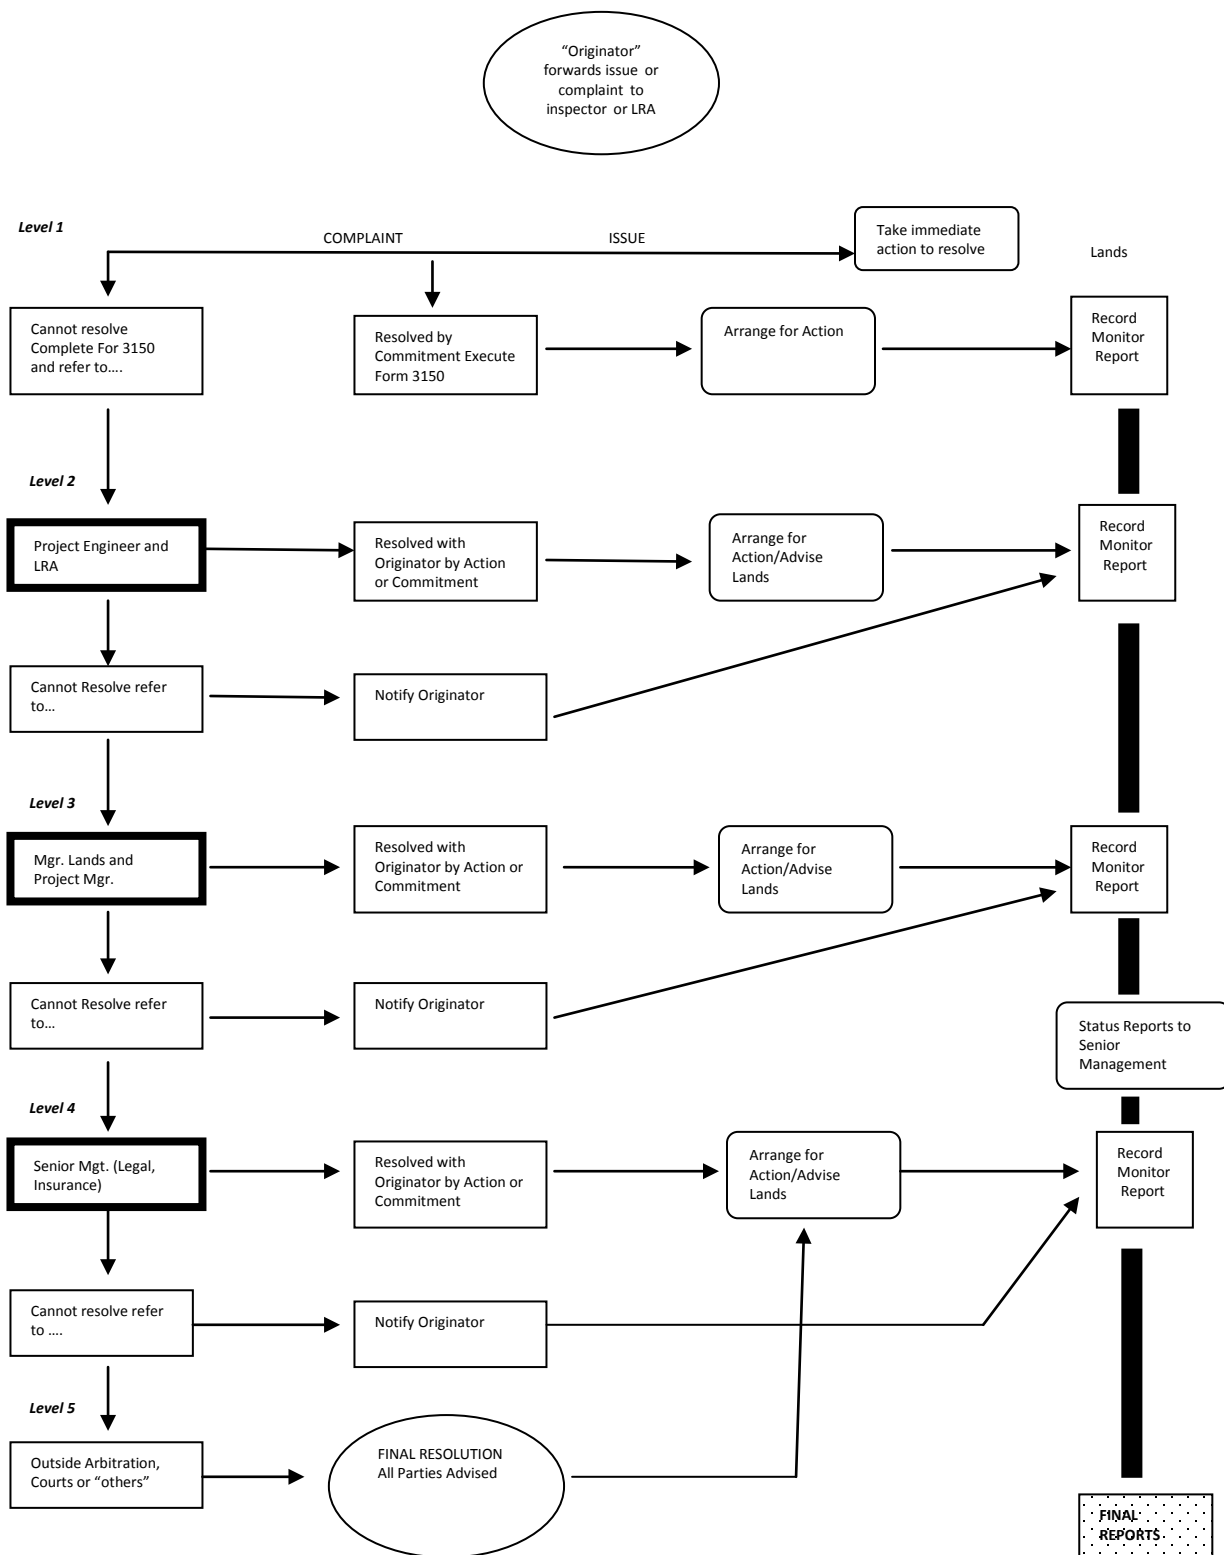 “Originator”
forwards issue or
complaint to
inspector or LRA
Level 1
COMPLAINT
ISSUE
Take immediate
action to resolve
Lands
Cannot resolve
Complete For 3150
and refer to….
Resolved by
Commitment Execute
Form 3150
Arrange for Action
Record
Monitor
Report
Level 2
Project Engineer and
LRA
Resolved with
Originator by Action
or Commitment
Arrange for
Action/Advise
Lands
Record
Monitor
Report
Cannot Resolve refer
to…
Notify Originator
Level 3
Mgr. Lands and
Project Mgr.
Resolved with
Originator by Action or
Commitment
Arrange for
Action/Advise
Lands
Record
Monitor
Report
Cannot Resolve refer
to…
Notify Originator
Status Reports to
Senior
Management
Level 4
Senior Mgt. (Legal,
Insurance)
Resolved with
Originator by Action or
Commitment
Arrange for
Action/Advise
Lands
Record
Monitor
Report
Cannot resolve refer
to ….
Notify Originator
Level 5
Outside Arbitration,
Courts or “others”
FINAL RESOLUTION
All Parties Advised
FINAL
REPORTS